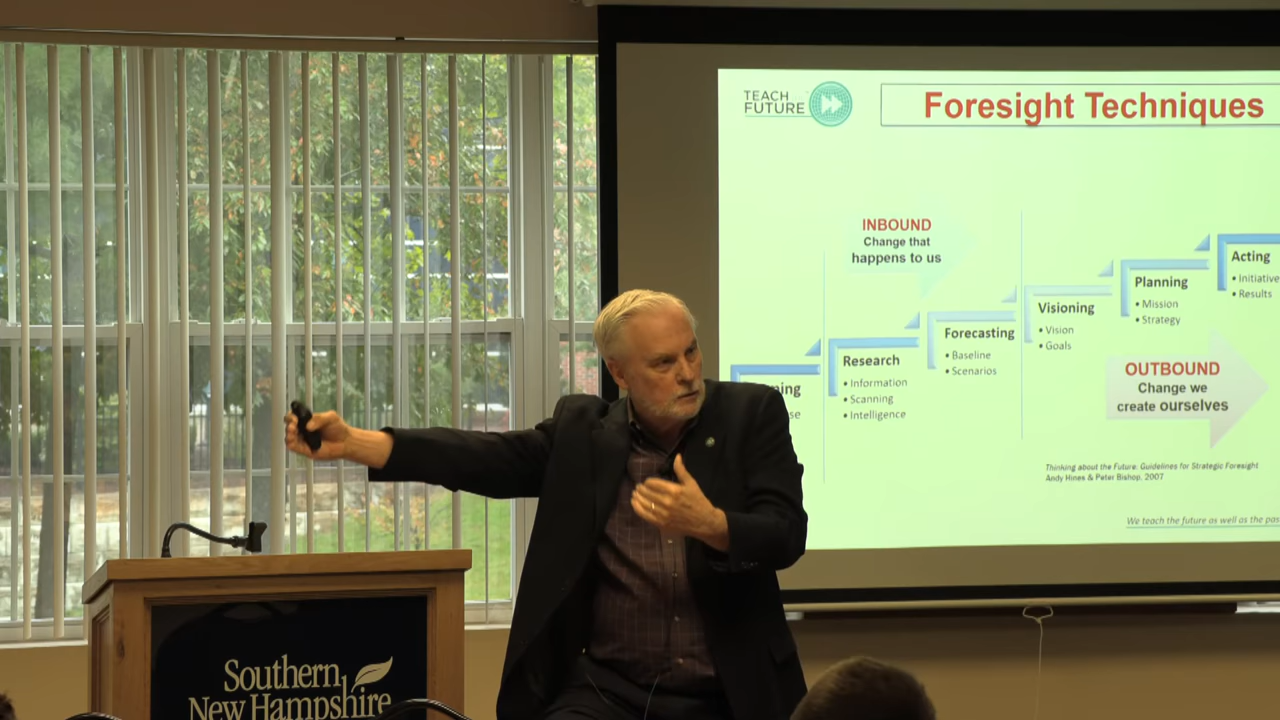 TEACH
FUTURE
Foresight Techniques
INBOUND
Change that
happens to us
Acting
• Initiative
• Results
Planning
• Mission
• Strategy
Visioning
• Vision
• Goals
Forecasting
• Baseline
• Scenarios
Research
• Information
• Scanning
• Intelligence
OUTBOUND
Change we
create ourselves
Thinking about the Future: Guidelines for Strategic Foresight
Andy Hines & Peter Bishop, 2007
We teach the future as well as the pas
Southern
New Hampshire